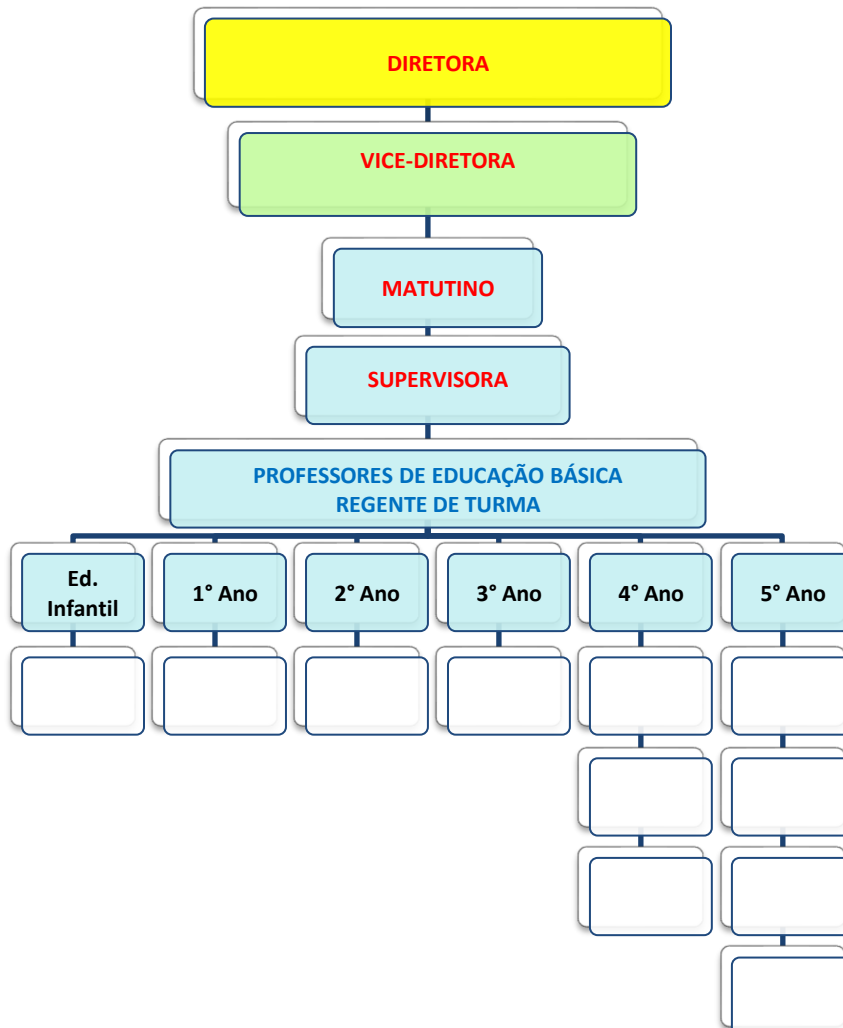 DIRETORA
VICE-DIRETORA
MATUTINO
SUPERVISORA
PROFESSORES DE EDUCAÇÃO BÁSICA
REGENTE DE TURMA
Ed.
Infantil
1° Ano
2° Ano
3° Ano
4° Ano
5° Ano